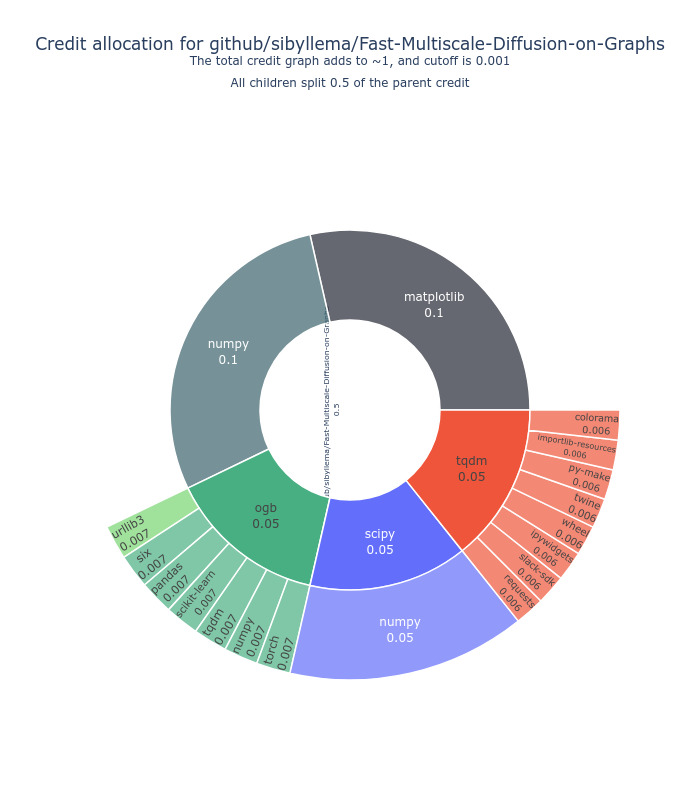 Credit allocation for github/sibyllema/Fast-Multiscale-Diffusion-on-Graphs
The total credit graph adds to ~1, and cutoff is 0.001
All children split 0.5 of the parent credit
matplotlib
0.1
numpy
0.1
ub/sibyllema/Fast-Multiscale-Diffusion-on-Gra
0.5
ogb
0.05
scipy
0.05
tqdm
0.05
colorama
0.006
importlib-resources
0.006
py-make
0.006
twine
0.006
wheel
0.006
ipywidgets
0.006
slack-sdk
0.006
requests
0.006
numpy
0.05
torch
0.007
numpy
0.007
tqdm
0.007
scikit-learn
0.007
pandas
0.007
six
0.007
urllib3
0.007